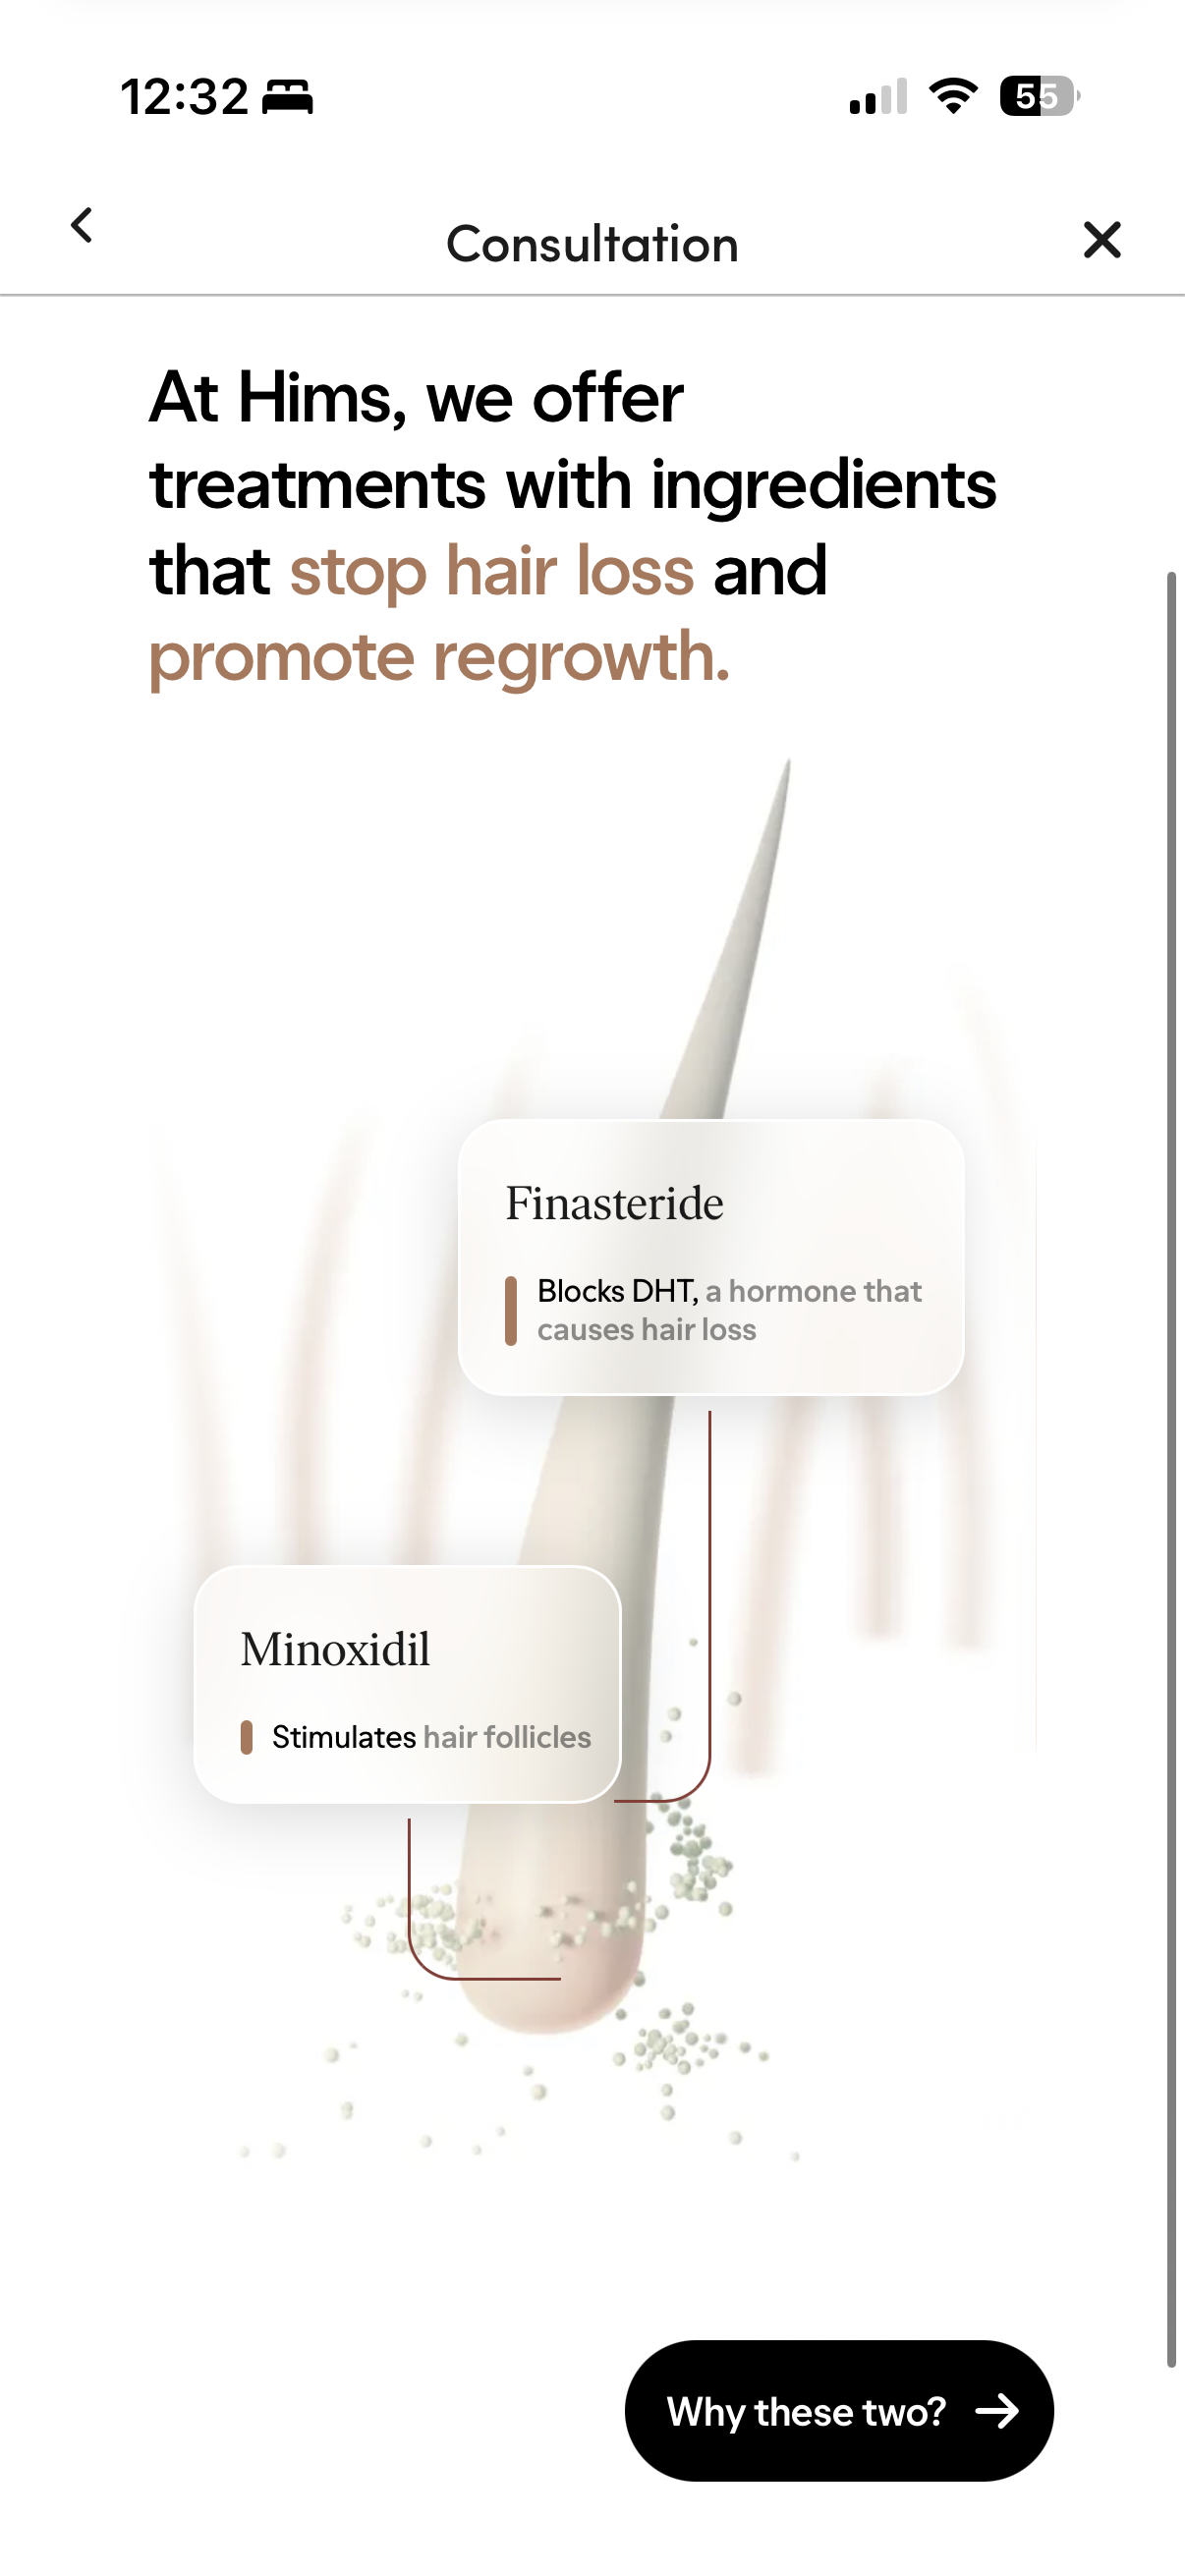 12:32
55
Consultation
At Hims, we offer
treatments with ingredients
that stop hair loss and
promote regrowth.
Finasteride
Blocks DHT, a hormone that
causes hair loss
Minoxidil
Stimulates hair follicles
Why these two?